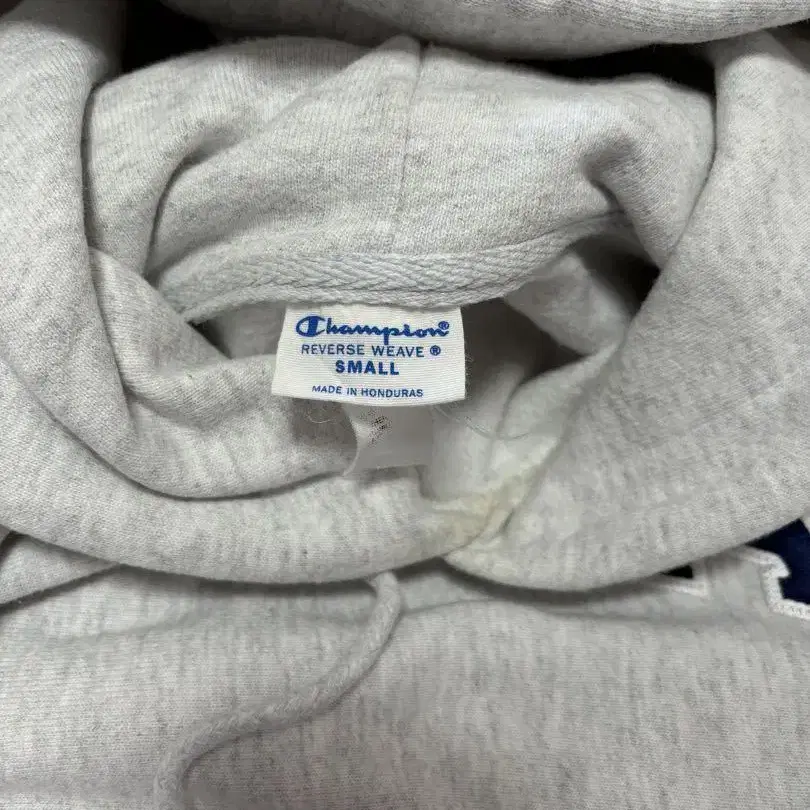 Champion®
REVERSE WEAVE ®
SMALL
MADE IN HONDURAS